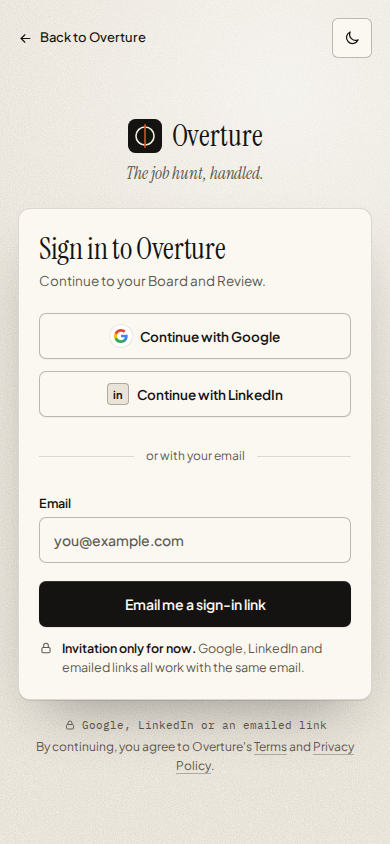 ← Back to Overture
Overture
The job hunt, handled.
Sign in to Overture
Continue to your Board and Review.
Continue with Google
in Continue with LinkedIn
or with your email
Email
you@example.com
Email me a sign-in link
Invitation only for now. Google, LinkedIn and
emailed links all work with the same email.
Google, LinkedIn or an emailed link
By continuing, you agree to Overture's Terms and Privacy
Policy.